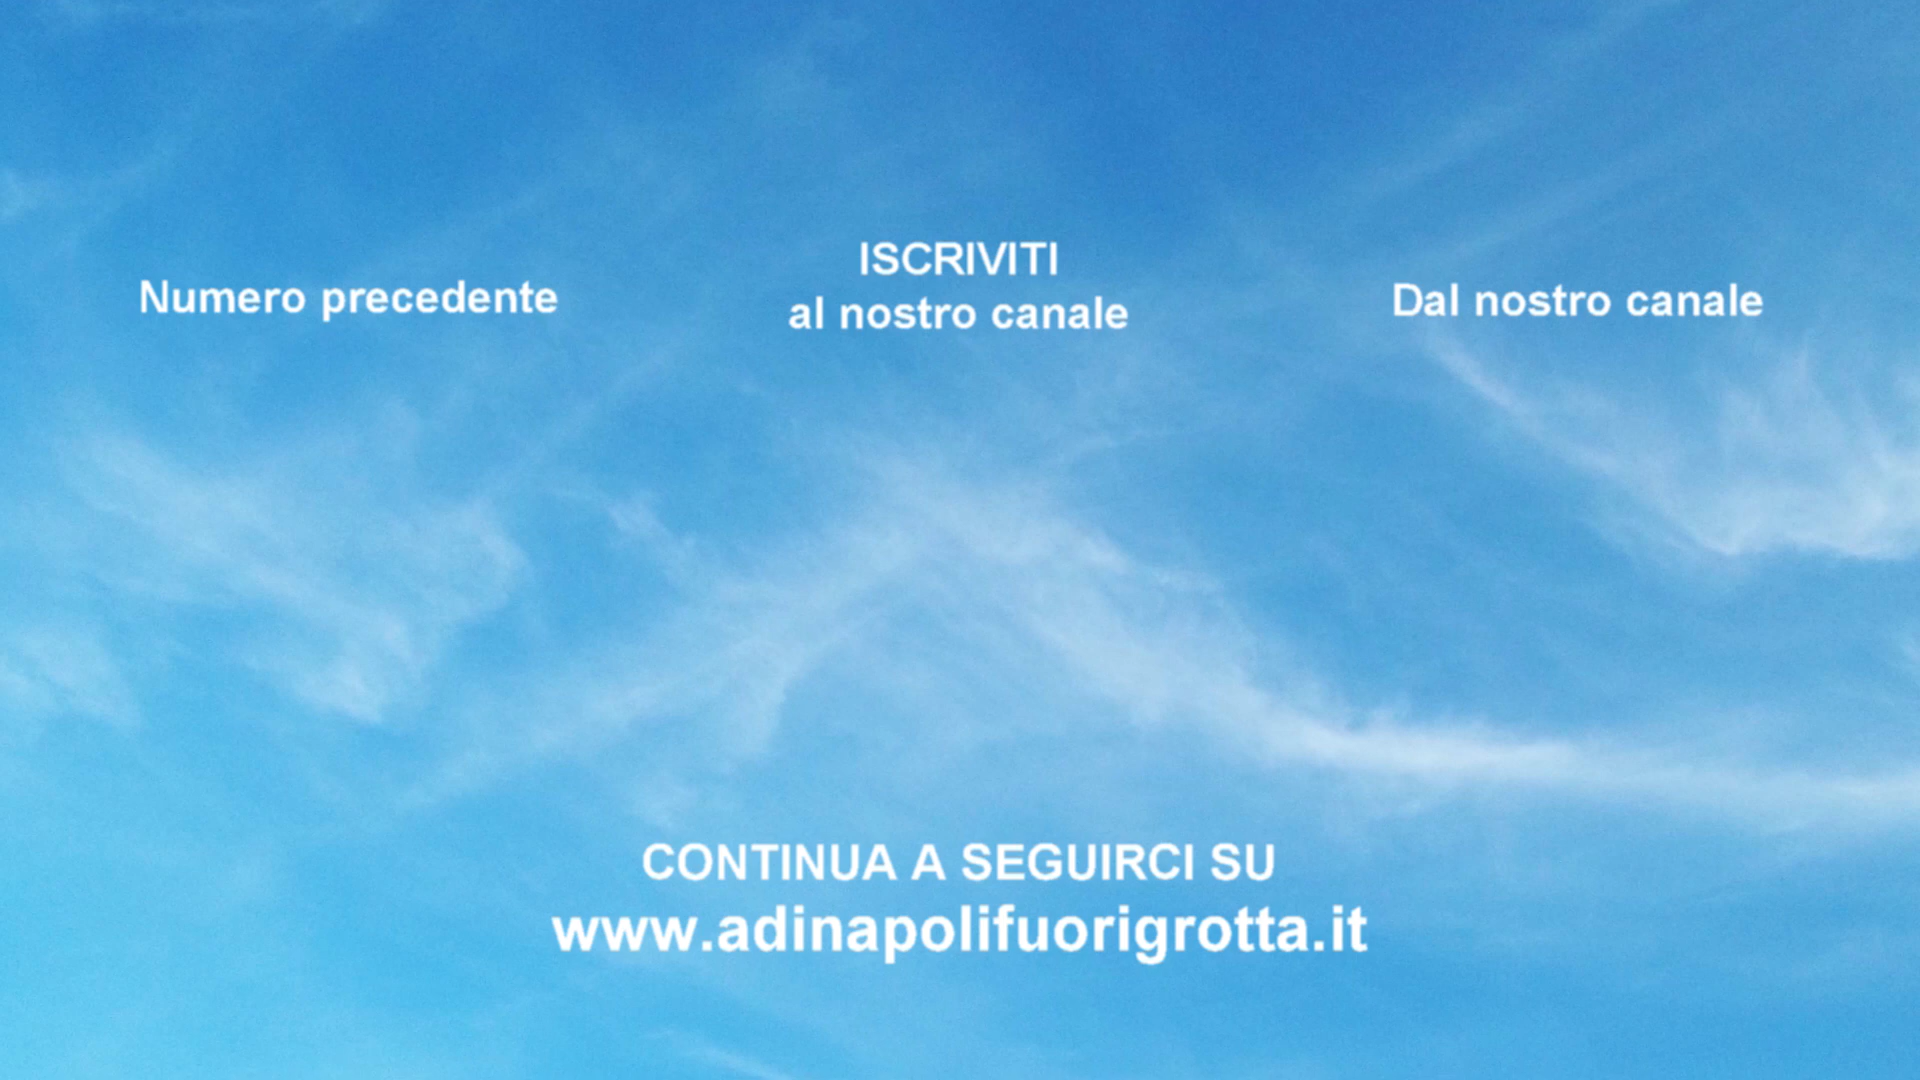 Numero precedente
ISCRIVITI
al nostro canale
Dal nostro canale
CONTINUA A SEGUIRCI SU
www.adinapolifuorigrotta.it